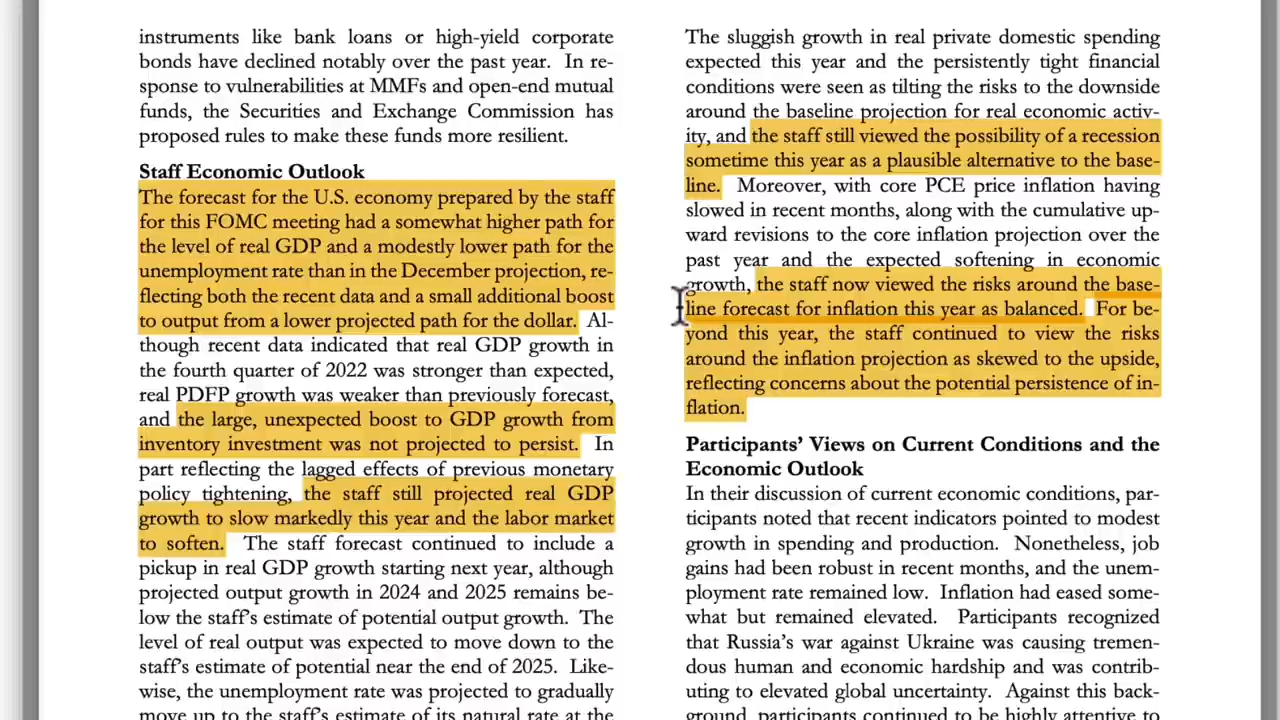 instruments like bank loans or high-yield corporate
bonds have declined notably over the past year. In re-
sponse to vulnerabilities at MMFs and open-end mutual
funds, the Securities and Exchange Commission has
proposed rules to make these funds more resilient.
Staff Economic Outlook
The forecast for the U.S. economy prepared by the staff
for this FOMC meeting had a somewhat higher path for
the level of real GDP and a modestly lower path for the
unemployment rate than in the December projection, re-
flecting both the recent data and a small additional boost
to output from a lower projected path for the dollar. Al-
though recent data indicated that real GDP growth in
the fourth quarter of 2022 was stronger than expected,
real PDFP growth was weaker than previously forecast,
and the large, unexpected boost to GDP growth from
inventory investment was not projected to persist. In
part reflecting the lagged effects of previous monetary
policy tightening, the staff still projected real GDP
growth to slow markedly this year and the labor market
to soften. The staff forecast continued to include a
pickup in real GDP growth starting next year, although
projected output growth in 2024 and 2025 remains be-
low the staff's estimate of potential output growth. The
level of real output was expected to move down to the
staff's estimate of potential near the end of 2025. Like-
wise, the unemployment rate was projected to gradually
move up to the staff's estimate of its natural rate at the
The sluggish growth in real private domestic spending
expected this year and the persistently tight financial
conditions were seen as tilting the risks to the downside
around the baseline projection for real economic activ-
ity, and the staff still viewed the possibility of a recession
sometime this year as a plausible alternative to the base-
line. Moreover, with core PCE price inflation having
slowed in recent months, along with the cumulative up-
ward revisions to the core inflation projection over the
past year and the expected softening in economic
growth, the staff now viewed the risks around the base-
line forecast for inflation this year as balanced. For be-
yond this year, the staff continued to view the risks
around the inflation projection as skewed to the upside,
reflecting concerns about the potential persistence of in-
flation.
Participants' Views on Current Conditions and the
Economic Outlook
In their discussion of current economic conditions, par-
ticipants noted that recent indicators pointed to modest
growth in spending and production. Nonetheless, job
gains had been robust in recent months, and the unem-
ployment rate remained low. Inflation had eased some-
what but remained elevated. Participants recognized
that Russia's war against Ukraine was causing tremen-
dous human and economic hardship and was contrib-
uting to elevated global uncertainty. Against this back-
ground, participants continued to be highly attentive to